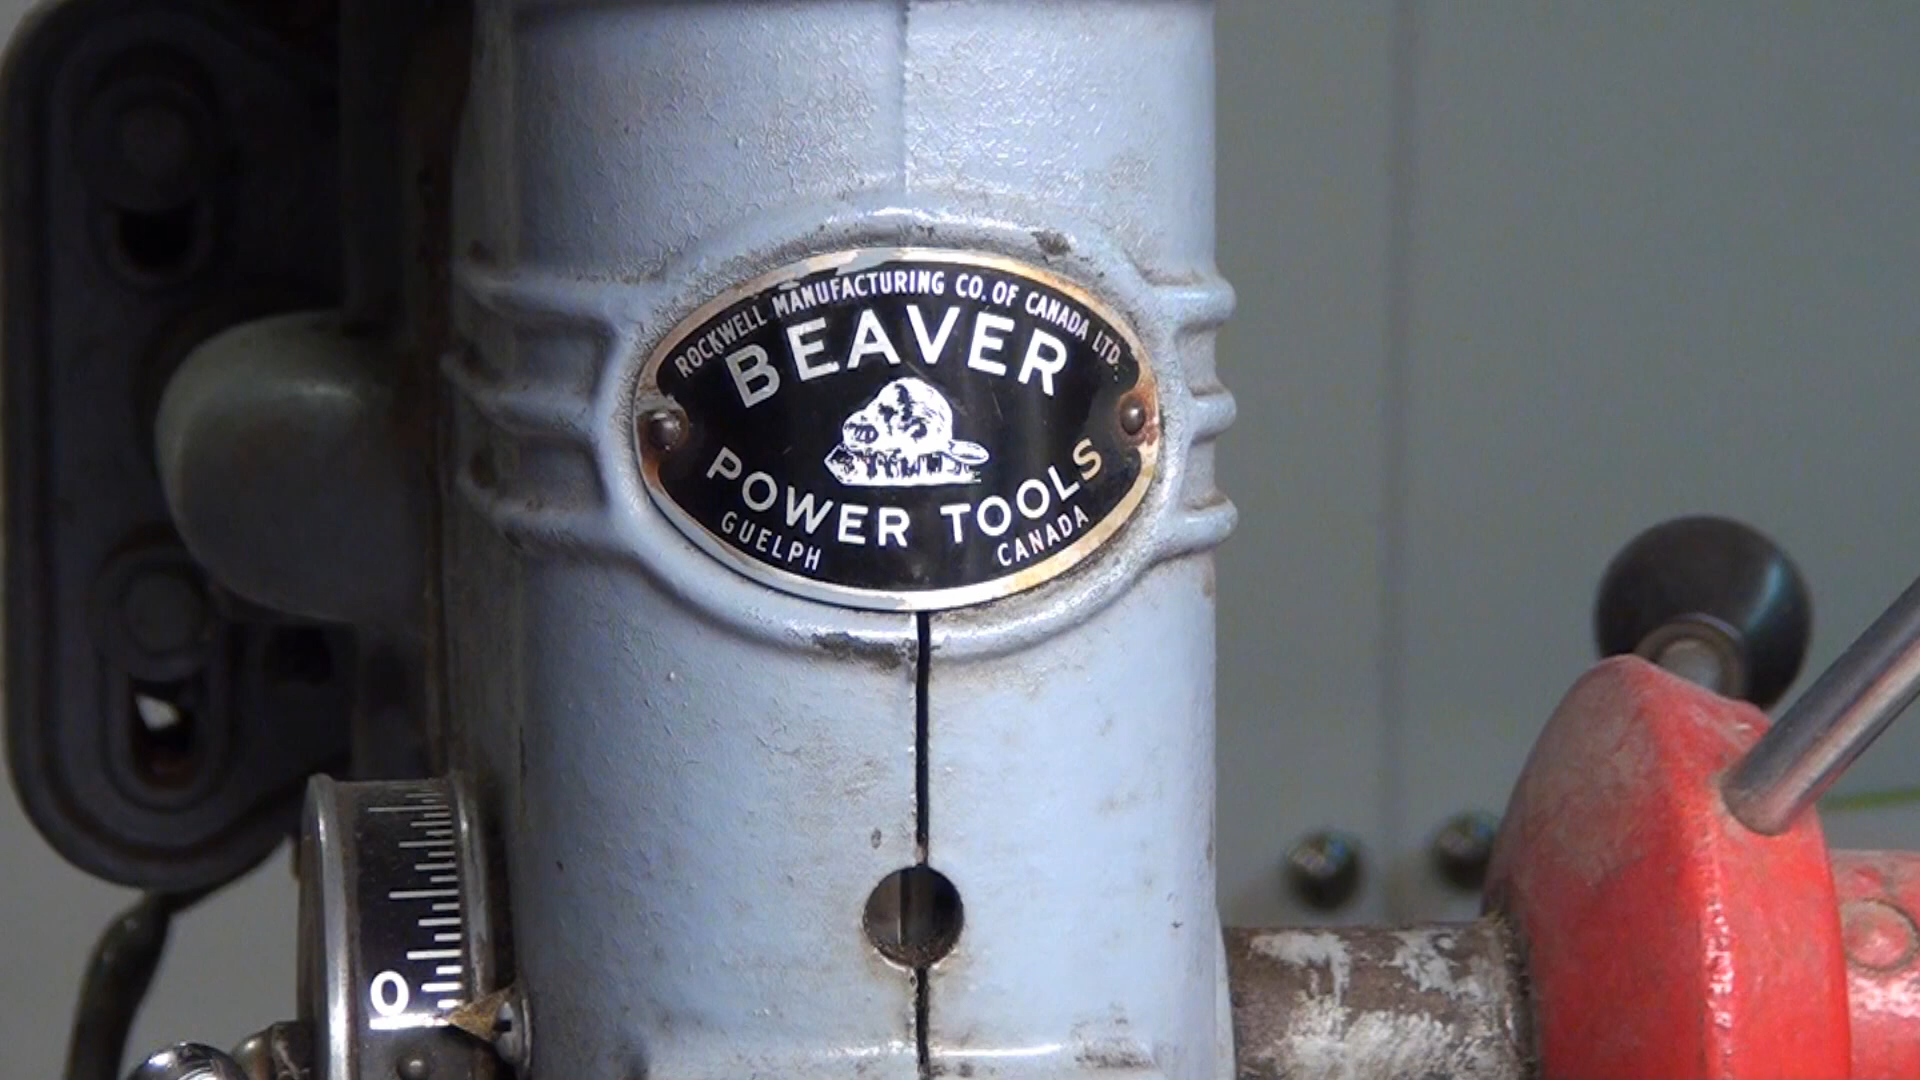 ROCKWELL MANUFACTURING CO. OF CANADA LTD.
BEAVER
POWER TOOLS
GUELPH CANADA
0